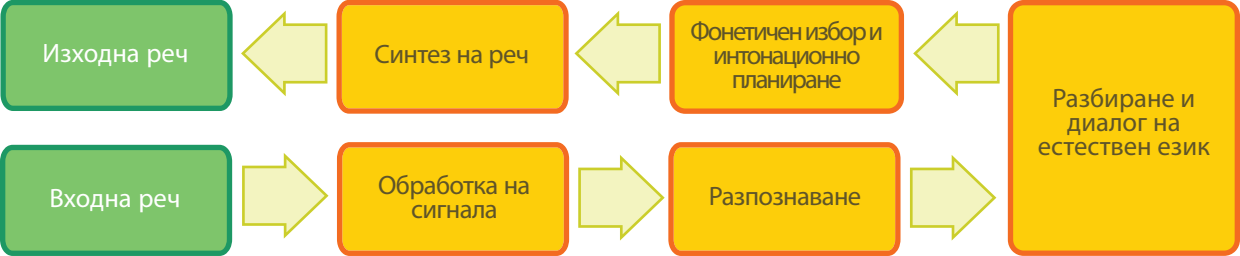 Изходна реч
Синтез на реч
Фонетичен избор и
интонационно
планиране
Разбиране и
диалог на
естествен език
Входна реч
Обработка на
сигнала
Разпознаване